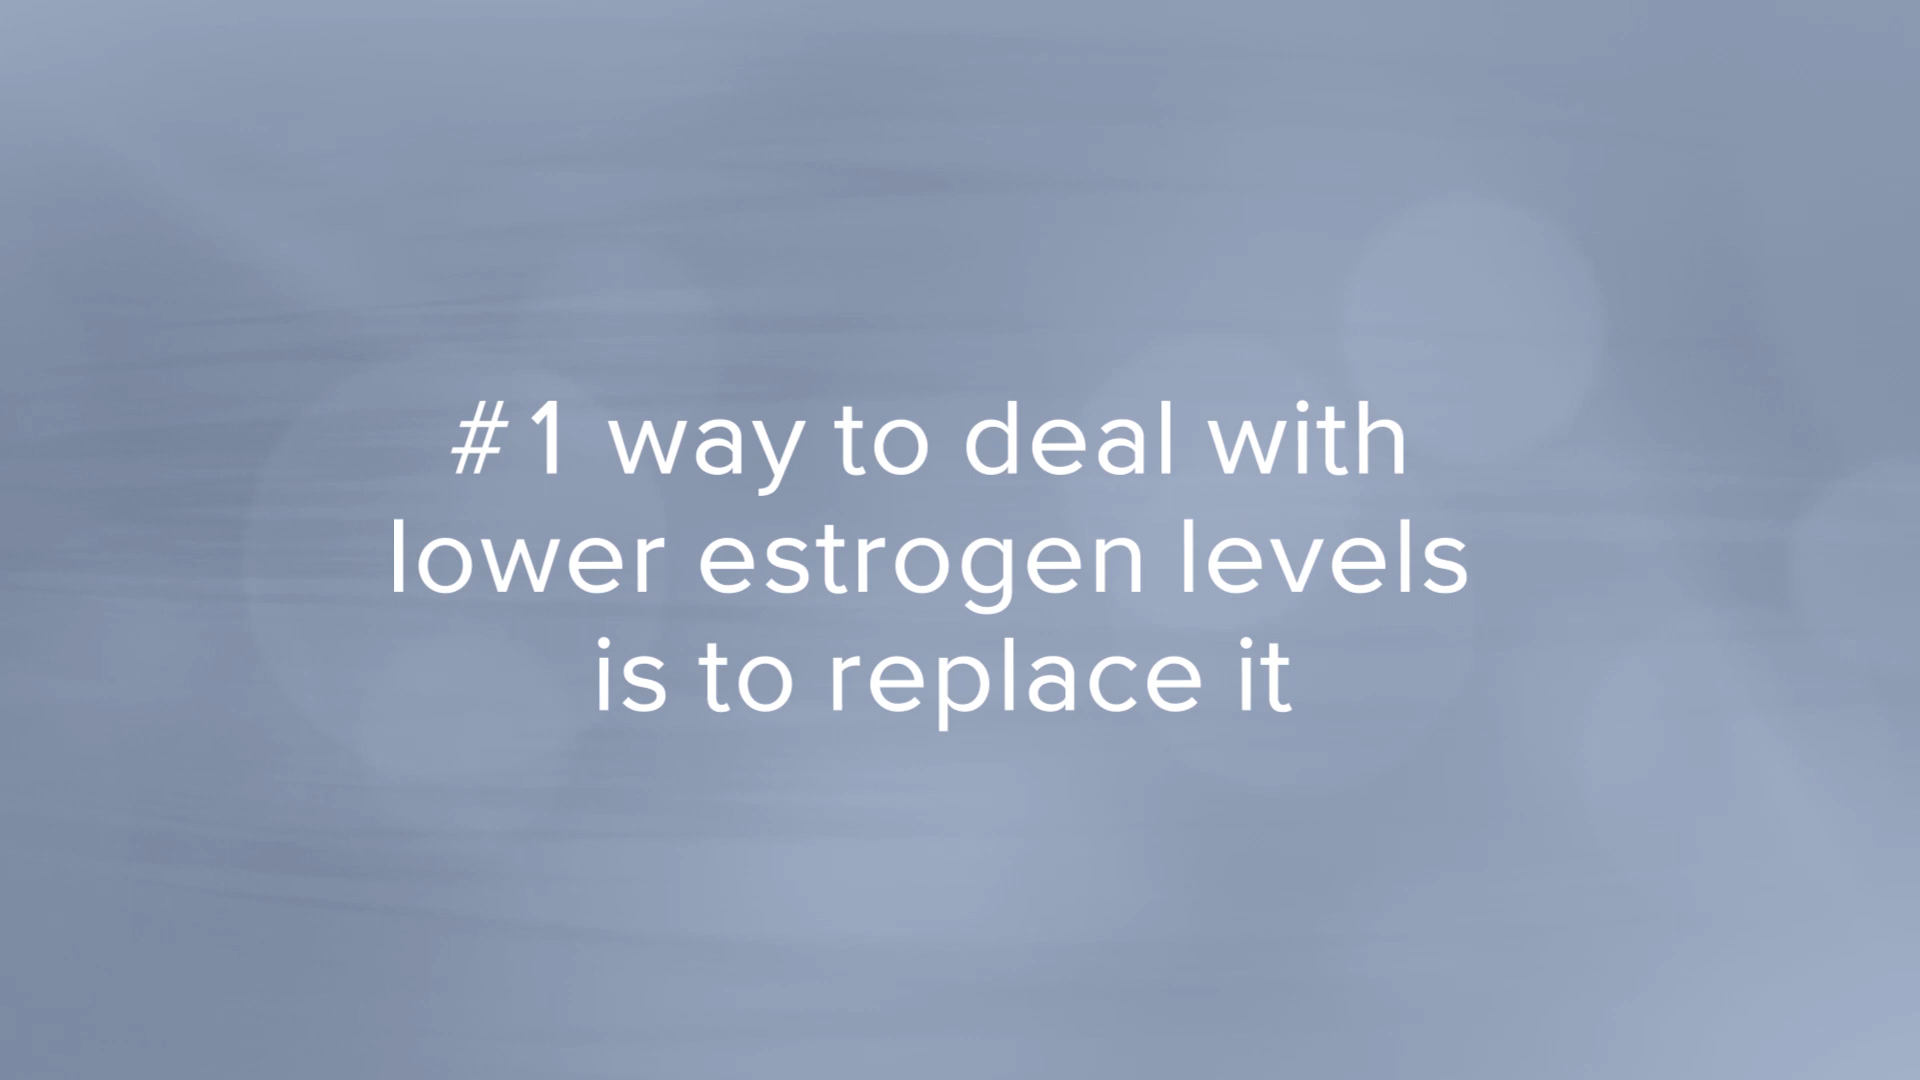 #1 way to deal with
lower estrogen levels
is to replace it